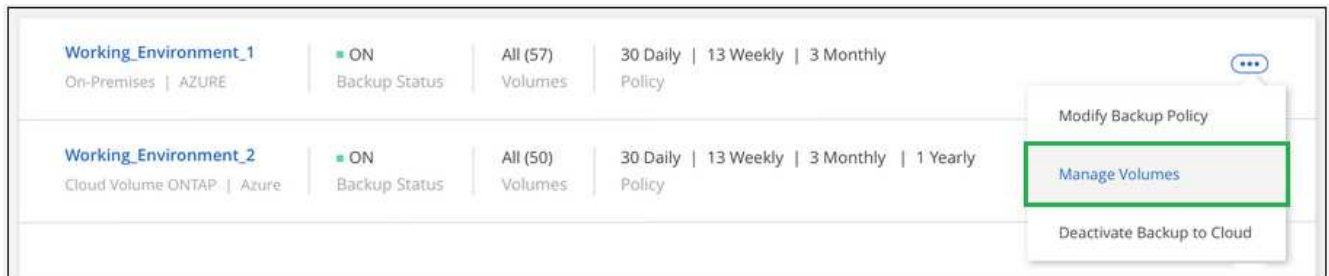 Working_Environment_1
ON
All (57)
30 Daily | 13 Weekly | 3 Monthly
On-Premises | AZURE
Backup Status
Volumes
Policy
Modify Backup Policy
Working_Environment_2
ON
All (50)
30 Daily | 13 Weekly | 3 Monthly | 1 Yearly
Manage Volumes
Cloud Volume ONTAP | Azure
Backup Status
Volumes
Policy
Deactivate Backup to Cloud